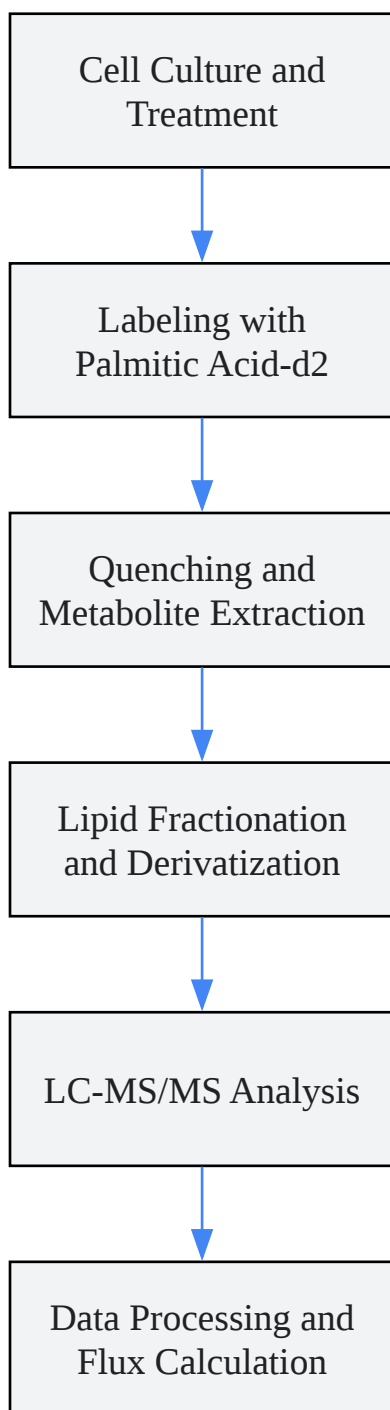 Cell Culture and
Treatment
Labeling with
Palmitic Acid-d2
Quenching and
Metabolite Extraction
Lipid Fractionation
and Derivatization
LC-MS/MS Analysis
Data Processing and
Flux Calculation